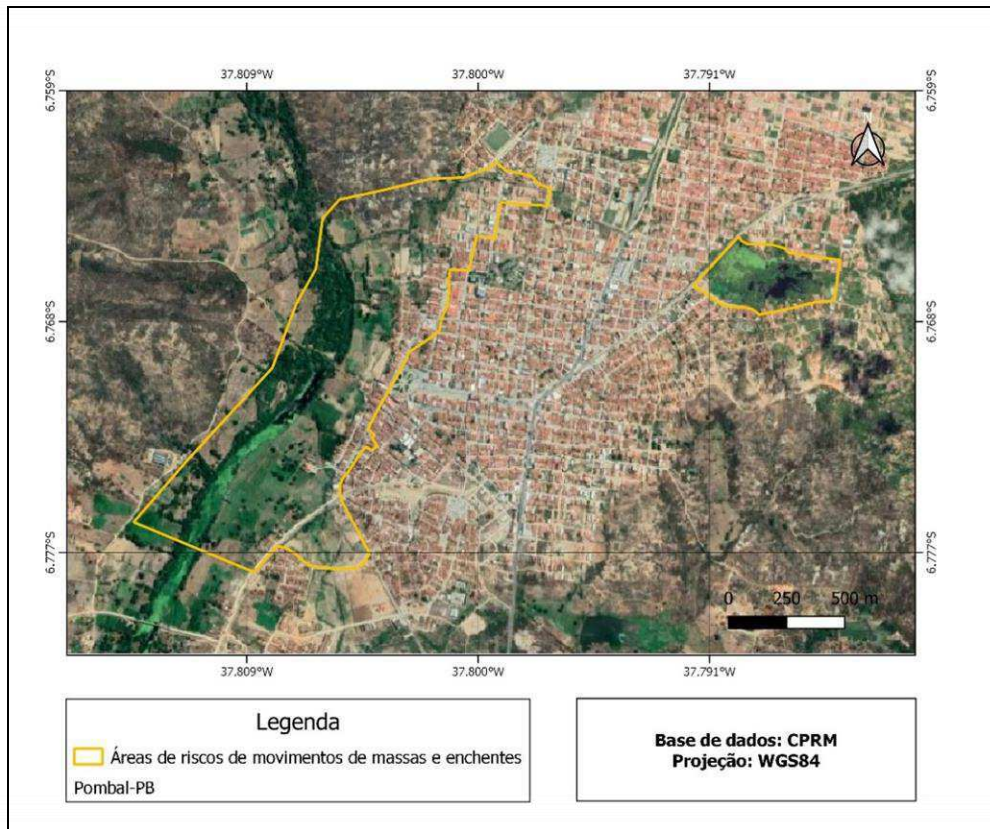 37.809°W 37.800°W 37.791°W
6.759°S 6.759°S
6.768°S 6.768°S
6.777°S 6.777°S
0 250 500 m
37.809°W 37.800°W 37.791°W
Legenda
Áreas de riscos de movimentos de massas e enchentes
Pombal-PB
Base de dados: CPRM
Projeção: WGS84